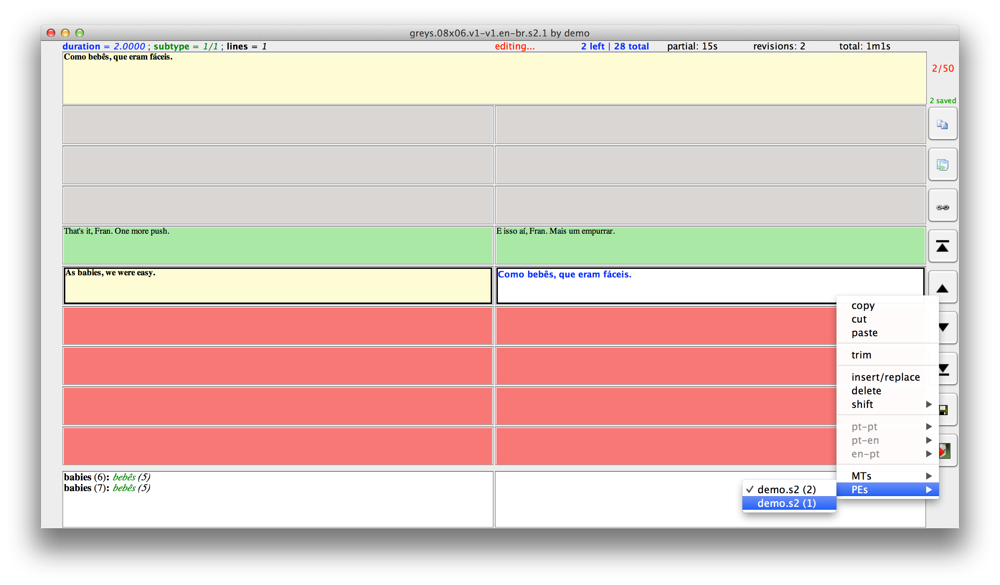 greys.08x06.v1-v1.en-br.s2.1 by demo
duration = 2.0000 ; subtype = 1/1 ; lines = 1
editing...
2 left | 28 total
partial: 15s
revisions: 2
total: 1m1s
Como bebês, que eram fáceis.
2/50
2 saved
That's it, Fran. One more push.
É isso aí, Fran. Mais um empurrar.
As babies, we were easy.
Como bebês, que eram fáceis.
copy
cut
paste
trim
insert/replace
delete
shift
pt-pt
pt-en
en-pt
MTs
PEs
demo.s2 (2)
demo.s2 (1)
babies (6): bebês (5)
babies (7): bebês (5)